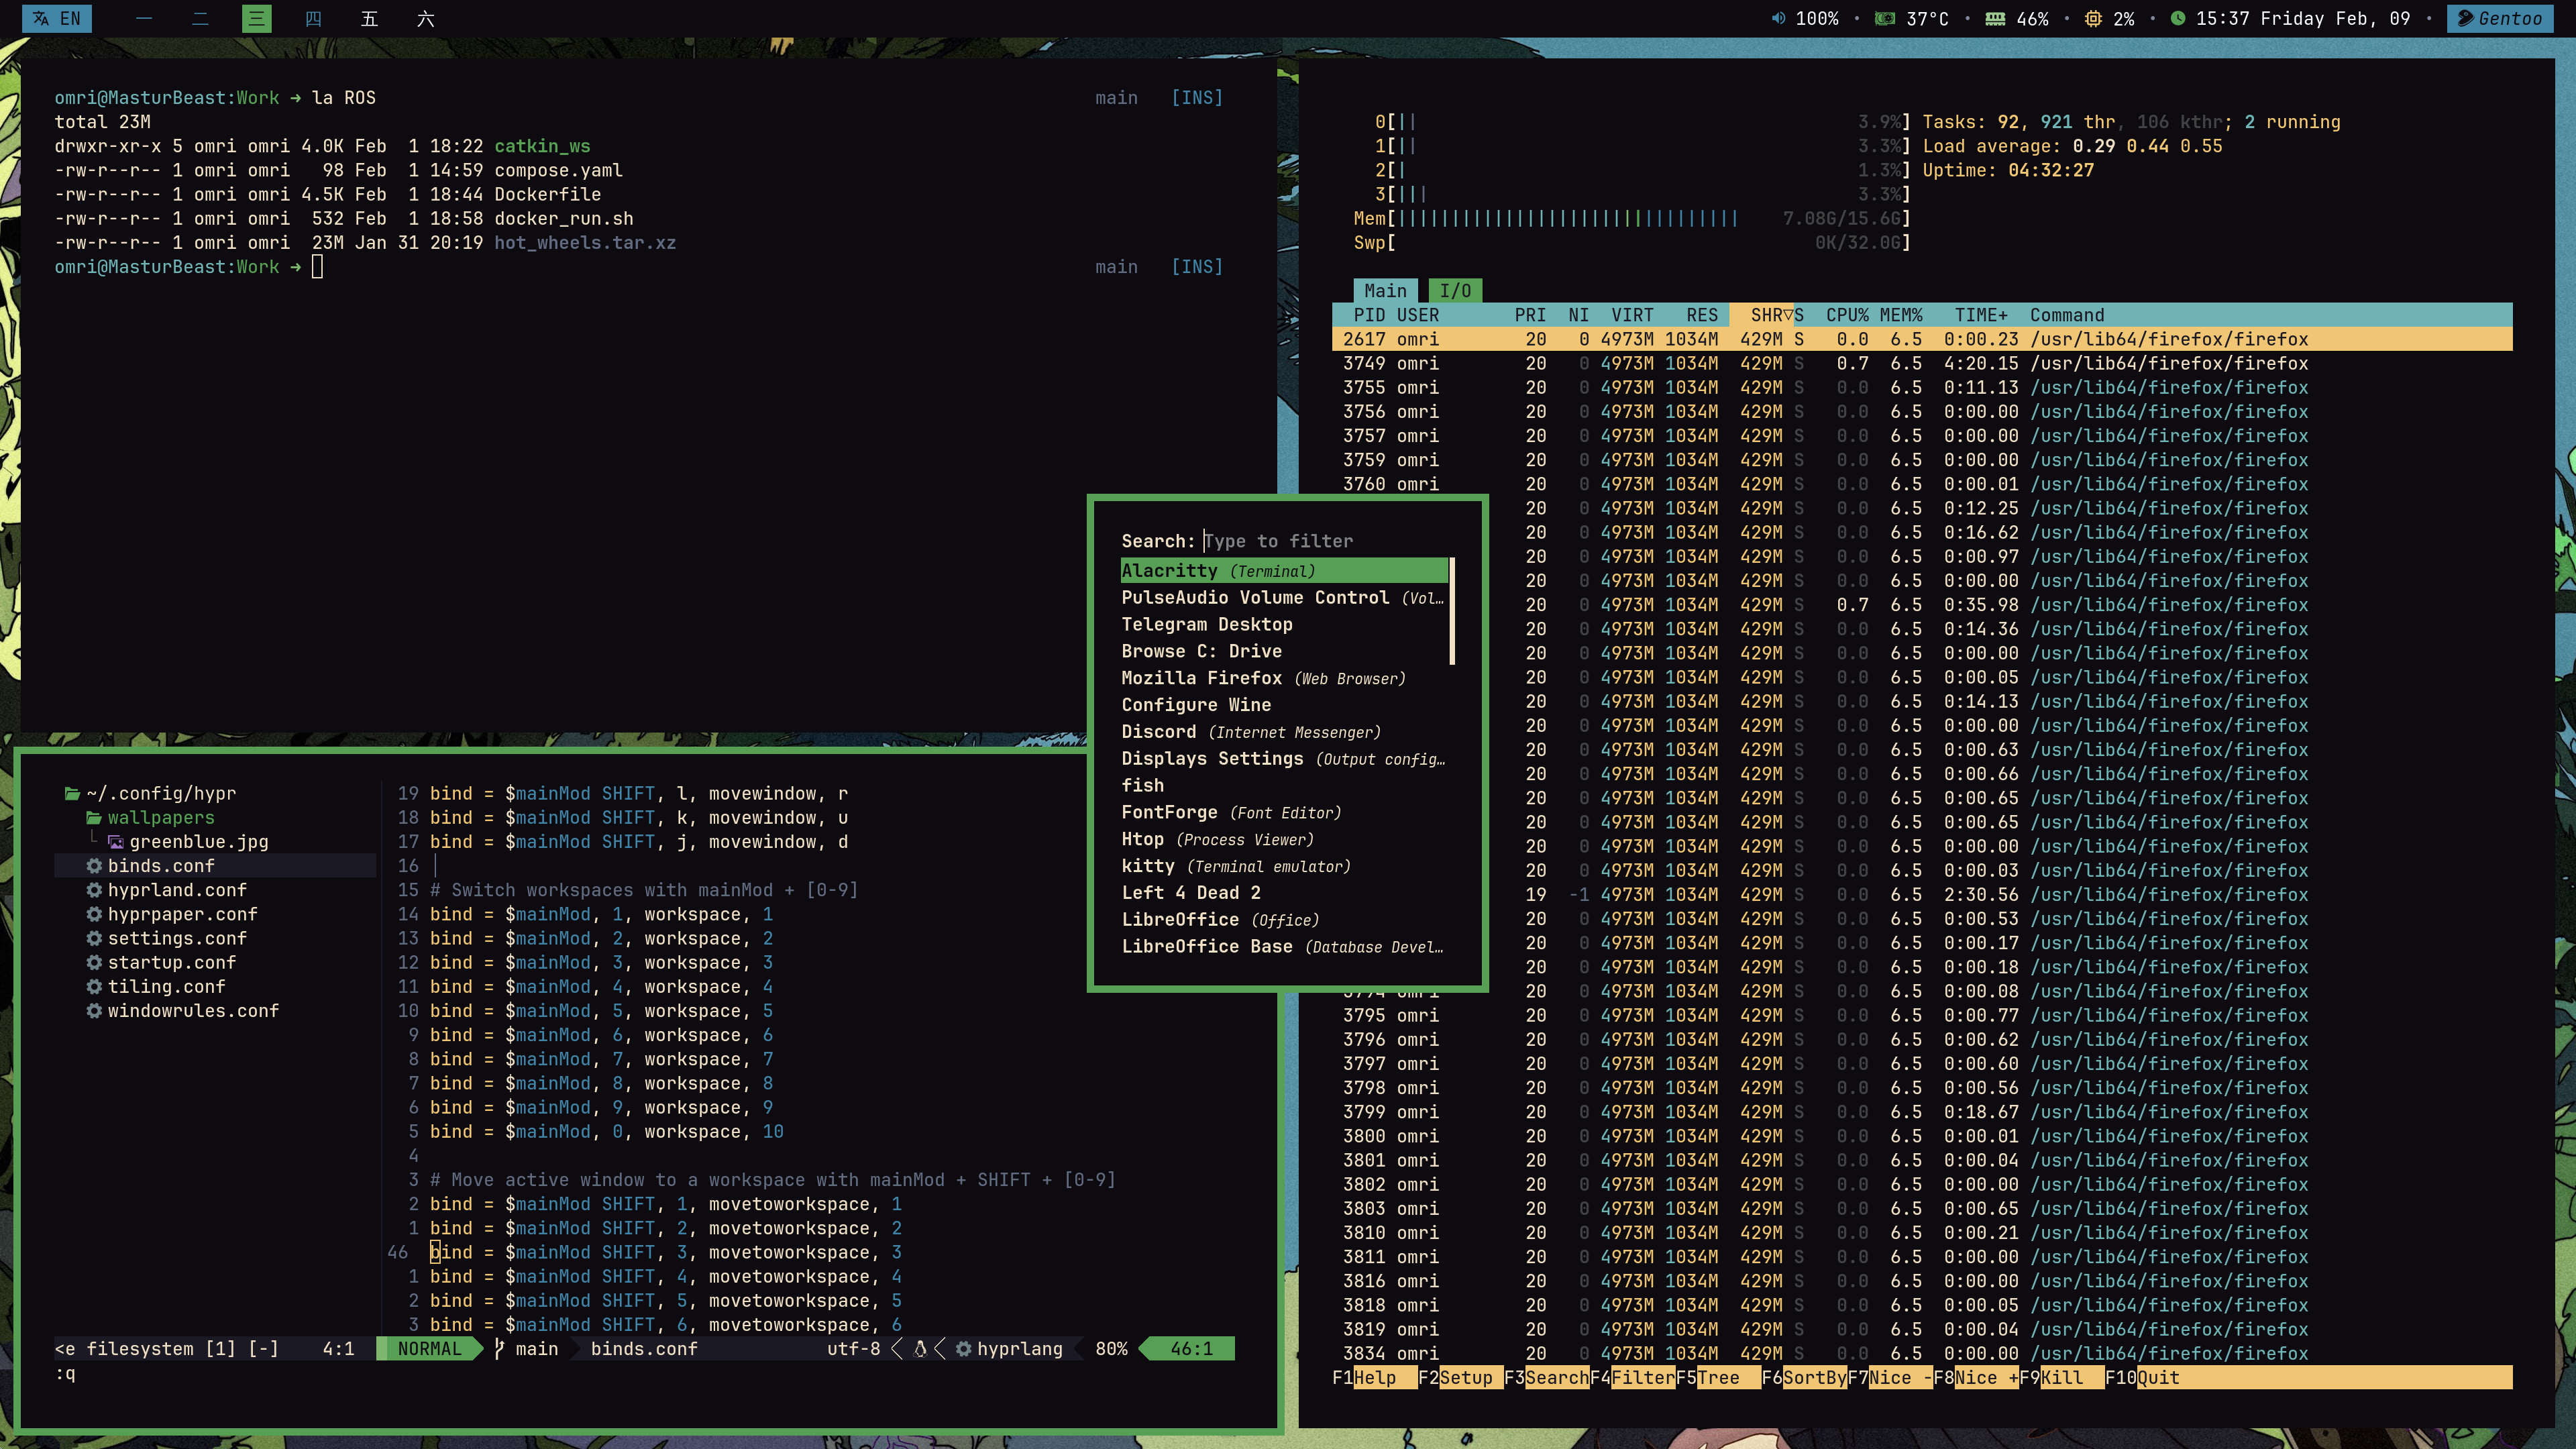 EN 一 二 三 四 五 六 100% • 37°C • 46% • 2% • 15:37 Friday Feb, 09 • Gentoo
omri@MasturBeast:Work → la ROS main [INS]
total 23M
drwxr-xr-x 5 omri omri 4.0K Feb  1 18:22 catkin_ws
-rw-r--r-- 1 omri omri   98 Feb  1 14:59 compose.yaml
-rw-r--r-- 1 omri omri 4.5K Feb  1 18:44 Dockerfile
-rw-r--r-- 1 omri omri  532 Feb  1 18:58 docker_run.sh
-rw-r--r-- 1 omri omri  23M Jan 31 20:19 hot_wheels.tar.xz
omri@MasturBeast:Work → main [INS]
~/.config/hypr
wallpapers
greenblue.jpg
binds.conf
hyprland.conf
hyprpaper.conf
settings.conf
startup.conf
tiling.conf
windowrules.conf
19 bind = $mainMod SHIFT, l, movewindow, r
18 bind = $mainMod SHIFT, k, movewindow, u
17 bind = $mainMod SHIFT, j, movewindow, d
16
15 # Switch workspaces with mainMod + [0-9]
14 bind = $mainMod, 1, workspace, 1
13 bind = $mainMod, 2, workspace, 2
12 bind = $mainMod, 3, workspace, 3
11 bind = $mainMod, 4, workspace, 4
10 bind = $mainMod, 5, workspace, 5
9 bind = $mainMod, 6, workspace, 6
8 bind = $mainMod, 7, workspace, 7
7 bind = $mainMod, 8, workspace, 8
6 bind = $mainMod, 9, workspace, 9
5 bind = $mainMod, 0, workspace, 10
4
3 # Move active window to a workspace with mainMod + SHIFT + [0-9]
2 bind = $mainMod SHIFT, 1, movetoworkspace, 1
1 bind = $mainMod SHIFT, 2, movetoworkspace, 2
46 bind = $mainMod SHIFT, 3, movetoworkspace, 3
1 bind = $mainMod SHIFT, 4, movetoworkspace, 4
2 bind = $mainMod SHIFT, 5, movetoworkspace, 5
3 bind = $mainMod SHIFT, 6, movetoworkspace, 6
<e filesystem [1] [-] 4:1 NORMAL main binds.conf utf-8 hyprlang 80% 46:1
:q
Search: Type to filter
Alacritty (Terminal)
PulseAudio Volume Control (Vol…
Telegram Desktop
Browse C: Drive
Mozilla Firefox (Web Browser)
Configure Wine
Discord (Internet Messenger)
Displays Settings (Output config…
fish
FontForge (Font Editor)
Htop (Process Viewer)
kitty (Terminal emulator)
Left 4 Dead 2
LibreOffice (Office)
LibreOffice Base (Database Devel…
0[|| 3.9%] Tasks: 92, 921 thr, 106 kthr; 2 running
1[|| 3.3%] Load average: 0.29 0.44 0.55
2[| 1.3%] Uptime: 04:32:27
3[||| 3.3%]
Mem[|||||||||||||||||||||||||||||||| 7.08G/15.6G]
Swp[ 0K/32.0G]
Main I/O
PID USER PRI NI VIRT RES SHR▽S CPU% MEM% TIME+ Command
2617 omri 20 0 4973M 1034M 429M S 0.0 6.5 0:00.23 /usr/lib64/firefox/firefox
3749 omri 20 0 4973M 1034M 429M S 0.7 6.5 4:20.15 /usr/lib64/firefox/firefox
3755 omri 20 0 4973M 1034M 429M S 0.0 6.5 0:11.13 /usr/lib64/firefox/firefox
3756 omri 20 0 4973M 1034M 429M S 0.0 6.5 0:00.00 /usr/lib64/firefox/firefox
3757 omri 20 0 4973M 1034M 429M S 0.0 6.5 0:00.00 /usr/lib64/firefox/firefox
3759 omri 20 0 4973M 1034M 429M S 0.0 6.5 0:00.00 /usr/lib64/firefox/firefox
3760 omri 20 0 4973M 1034M 429M S 0.0 6.5 0:00.01 /usr/lib64/firefox/firefox
20 0 4973M 1034M 429M S 0.0 6.5 0:12.25 /usr/lib64/firefox/firefox
20 0 4973M 1034M 429M S 0.0 6.5 0:16.62 /usr/lib64/firefox/firefox
20 0 4973M 1034M 429M S 0.0 6.5 0:00.97 /usr/lib64/firefox/firefox
20 0 4973M 1034M 429M S 0.0 6.5 0:00.00 /usr/lib64/firefox/firefox
20 0 4973M 1034M 429M S 0.7 6.5 0:35.98 /usr/lib64/firefox/firefox
20 0 4973M 1034M 429M S 0.0 6.5 0:14.36 /usr/lib64/firefox/firefox
20 0 4973M 1034M 429M S 0.0 6.5 0:00.00 /usr/lib64/firefox/firefox
20 0 4973M 1034M 429M S 0.0 6.5 0:00.05 /usr/lib64/firefox/firefox
20 0 4973M 1034M 429M S 0.0 6.5 0:14.13 /usr/lib64/firefox/firefox
20 0 4973M 1034M 429M S 0.0 6.5 0:00.00 /usr/lib64/firefox/firefox
20 0 4973M 1034M 429M S 0.0 6.5 0:00.63 /usr/lib64/firefox/firefox
20 0 4973M 1034M 429M S 0.0 6.5 0:00.66 /usr/lib64/firefox/firefox
20 0 4973M 1034M 429M S 0.0 6.5 0:00.65 /usr/lib64/firefox/firefox
20 0 4973M 1034M 429M S 0.0 6.5 0:00.65 /usr/lib64/firefox/firefox
20 0 4973M 1034M 429M S 0.0 6.5 0:00.00 /usr/lib64/firefox/firefox
20 0 4973M 1034M 429M S 0.0 6.5 0:00.03 /usr/lib64/firefox/firefox
19 -1 4973M 1034M 429M S 0.0 6.5 2:30.56 /usr/lib64/firefox/firefox
20 0 4973M 1034M 429M S 0.0 6.5 0:00.53 /usr/lib64/firefox/firefox
20 0 4973M 1034M 429M S 0.0 6.5 0:00.17 /usr/lib64/firefox/firefox
20 0 4973M 1034M 429M S 0.0 6.5 0:00.18 /usr/lib64/firefox/firefox
3794 omri 20 0 4973M 1034M 429M S 0.0 6.5 0:00.08 /usr/lib64/firefox/firefox
3795 omri 20 0 4973M 1034M 429M S 0.0 6.5 0:00.77 /usr/lib64/firefox/firefox
3796 omri 20 0 4973M 1034M 429M S 0.0 6.5 0:00.62 /usr/lib64/firefox/firefox
3797 omri 20 0 4973M 1034M 429M S 0.0 6.5 0:00.60 /usr/lib64/firefox/firefox
3798 omri 20 0 4973M 1034M 429M S 0.0 6.5 0:00.56 /usr/lib64/firefox/firefox
3799 omri 20 0 4973M 1034M 429M S 0.0 6.5 0:18.67 /usr/lib64/firefox/firefox
3800 omri 20 0 4973M 1034M 429M S 0.0 6.5 0:00.01 /usr/lib64/firefox/firefox
3801 omri 20 0 4973M 1034M 429M S 0.0 6.5 0:00.04 /usr/lib64/firefox/firefox
3802 omri 20 0 4973M 1034M 429M S 0.0 6.5 0:00.00 /usr/lib64/firefox/firefox
3803 omri 20 0 4973M 1034M 429M S 0.0 6.5 0:00.65 /usr/lib64/firefox/firefox
3810 omri 20 0 4973M 1034M 429M S 0.0 6.5 0:00.21 /usr/lib64/firefox/firefox
3811 omri 20 0 4973M 1034M 429M S 0.0 6.5 0:00.00 /usr/lib64/firefox/firefox
3816 omri 20 0 4973M 1034M 429M S 0.0 6.5 0:00.00 /usr/lib64/firefox/firefox
3818 omri 20 0 4973M 1034M 429M S 0.0 6.5 0:00.05 /usr/lib64/firefox/firefox
3819 omri 20 0 4973M 1034M 429M S 0.0 6.5 0:00.04 /usr/lib64/firefox/firefox
3834 omri 20 0 4973M 1034M 429M S 0.0 6.5 0:00.00 /usr/lib64/firefox/firefox
F1Help F2Setup F3SearchF4FilterF5Tree F6SortByF7Nice -F8Nice +F9Kill F10Quit